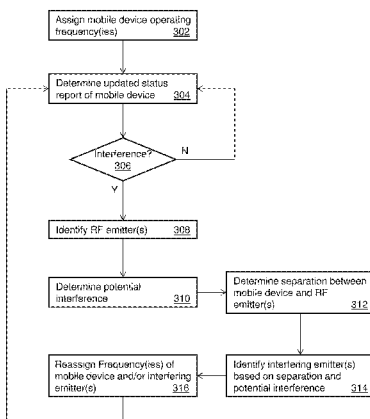 Assign mobile device operating
frequency(ies) 302
Determine updated status
report of mobile device 304
Interference?
306
N
Y
Identify RF emitter(s) 308
Determine potential
interference 310
Determine separation between
mobile device and RF
emitter(s) 312
Identify interfering emitter(s)
based on separation and
potential interference 314
Reassign Frequency(ies) of
mobile device and/or interfering
emitter(s) 316